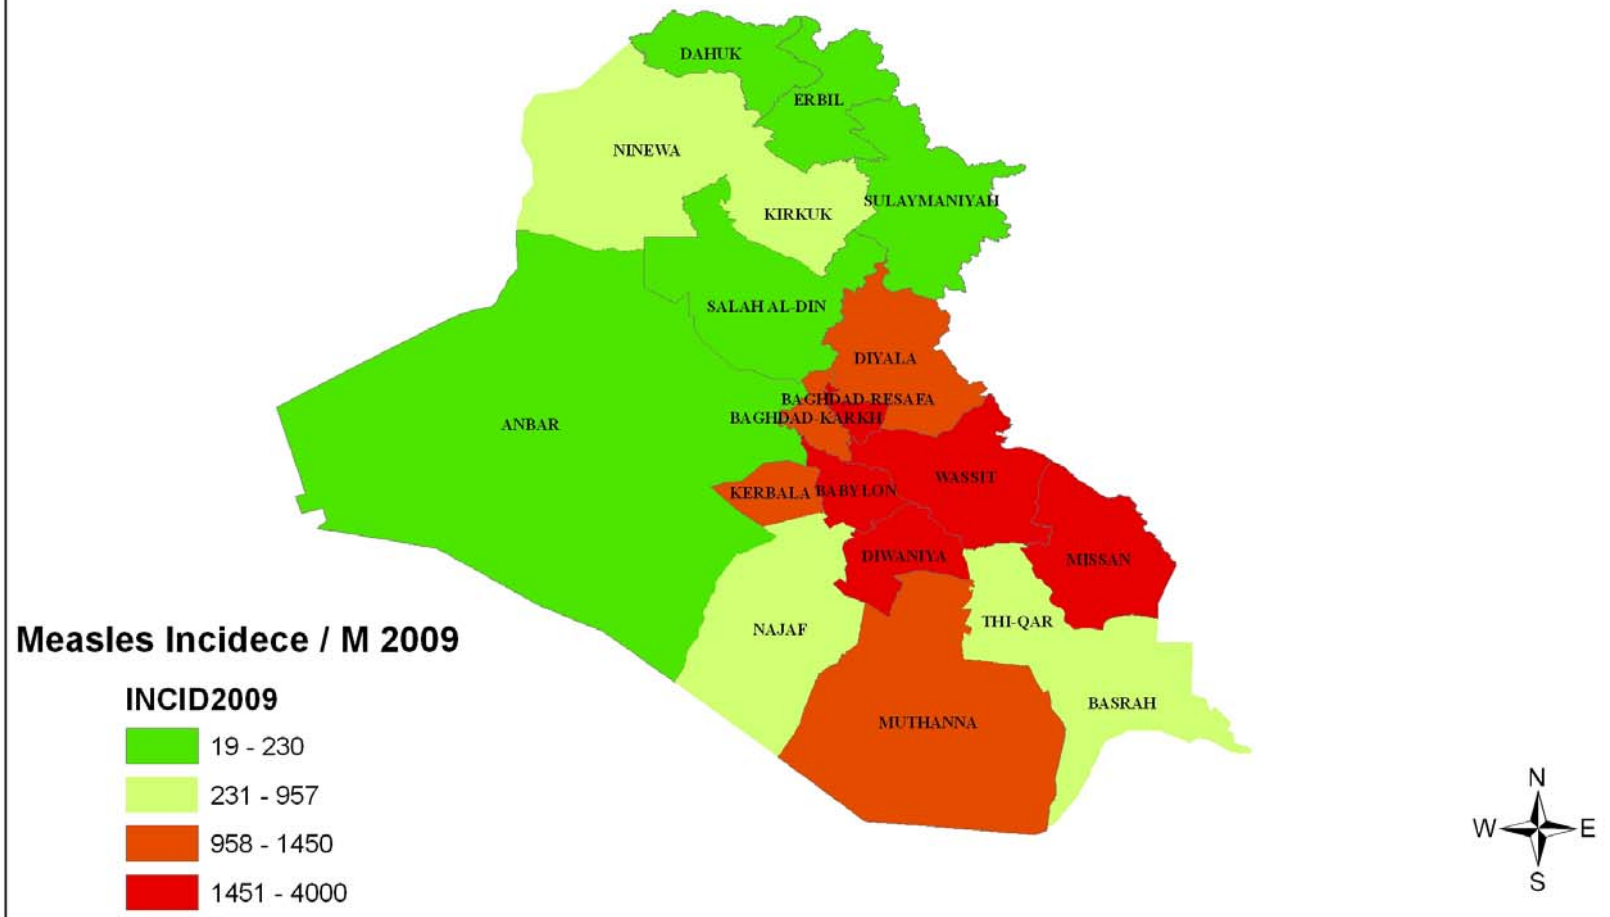 DAHUK
ERBIL
NINEWA
SULAYMANIYAH
KIRKUK
SALAH AL-DIN
DIYALA
BAGHDAD-RESAFA
BAGHDAD-KARKH
ANBAR
WASSIT
KERBALA
BABYLON
DIWANIYA
MISSAN
THI-QAR
NAJAF
BASRAH
MUTHANNA
Measles Incidece / M 2009
INCID2009
19 - 230
231 - 957
958 - 1450
1451 - 4000
N
W E
S